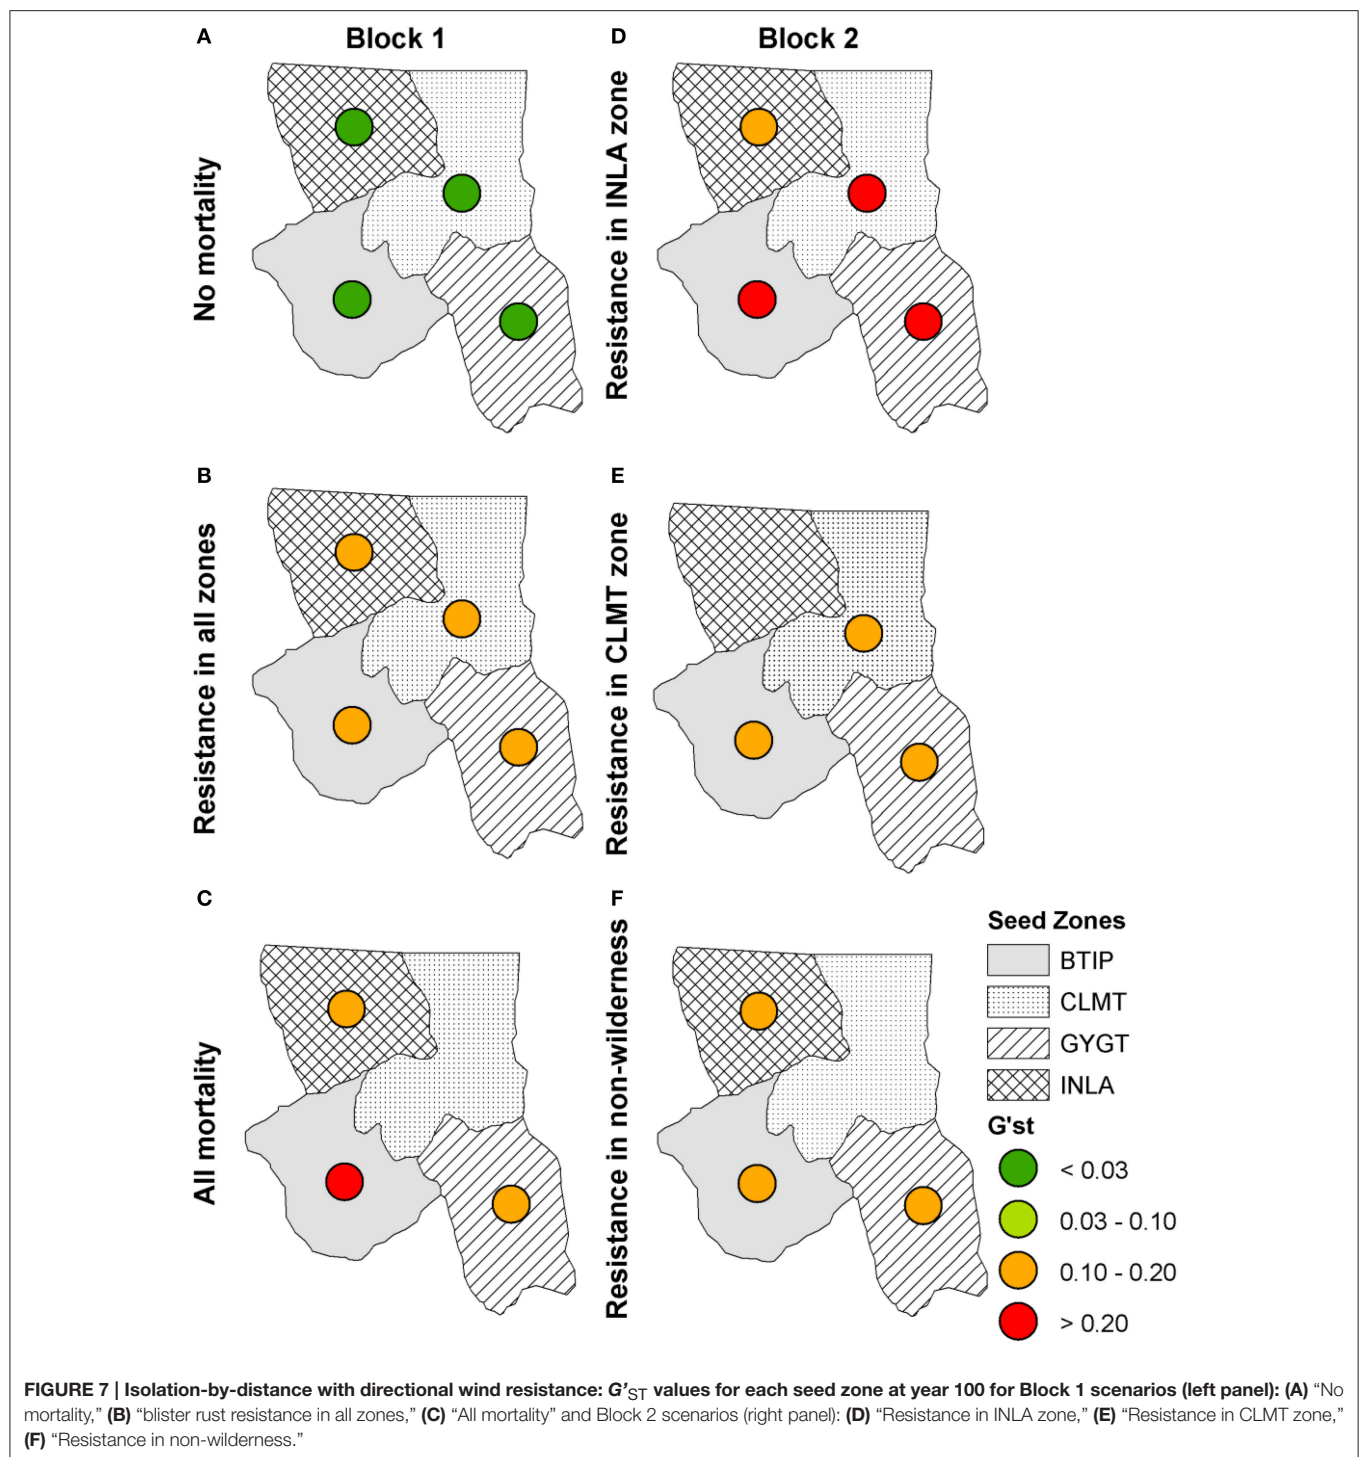 A
Block 1
D
Block 2
No mortality
Resistance in INLA zone
B
E
Resistance in all zones
Resistance in CLMT zone
C
F
All mortality
Resistance in non-wilderness
Seed Zones
BTIP
CLMT
GYGT
INLA
G'st
< 0.03
0.03 - 0.10
0.10 - 0.20
> 0.20
FIGURE 7 | Isolation-by-distance with directional wind resistance: G'ST values for each seed zone at year 100 for Block 1 scenarios (left panel): (A) “No
mortality,” (B) “blister rust resistance in all zones,” (C) “All mortality” and Block 2 scenarios (right panel): (D) “Resistance in INLA zone,” (E) “Resistance in CLMT zone,”
(F) “Resistance in non-wilderness.”